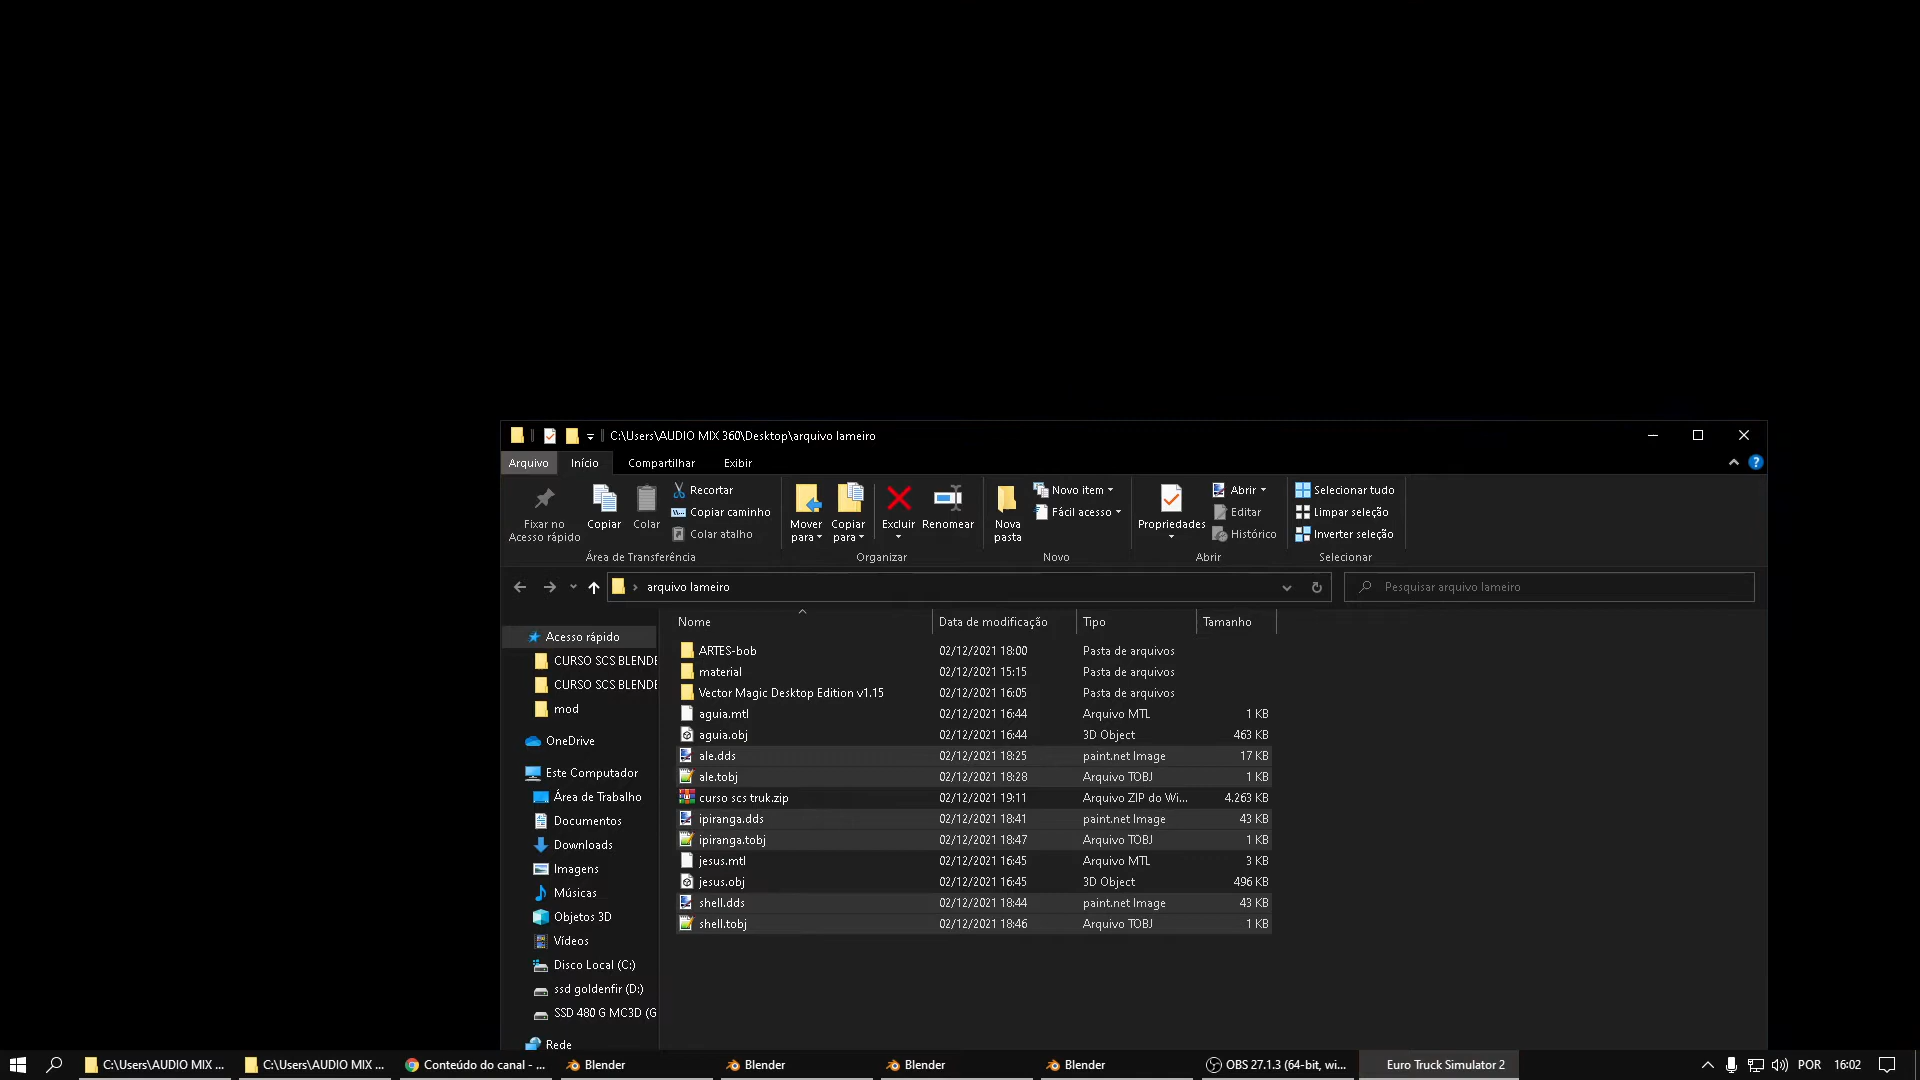 C:\Users\AUDIO MIX 360\Desktop\arquivo lameiro
Arquivo
Início
Compartilhar
Exibir
Fixar no
Acesso rápido
Copiar
Colar
Recortar
Copiar caminho
Colar atalho
Área de Transferência
Mover
para
Copiar
para
Excluir
Renomear
Organizar
Nova
pasta
Novo item
Fácil acesso
Novo
Propriedades
Abrir
Editar
Histórico
Abrir
Selecionar tudo
Limpar seleção
Inverter seleção
Selecionar
arquivo lameiro
Pesquisar arquivo lameiro
Acesso rápido
CURSO SCS BLENDE
CURSO SCS BLENDE
mod
OneDrive
Este Computador
Área de Trabalho
Documentos
Downloads
Imagens
Músicas
Objetos 3D
Vídeos
Disco Local (C:)
ssd goldenfir (D:)
SSD 480 G MC3D (G
Rede
Nome Data de modificação Tipo Tamanho
ARTES-bob 02/12/2021 18:00 Pasta de arquivos
material 02/12/2021 15:15 Pasta de arquivos
Vector Magic Desktop Edition v1.15 02/12/2021 16:05 Pasta de arquivos
aguia.mtl 02/12/2021 16:44 Arquivo MTL 1 KB
aguia.obj 02/12/2021 16:44 3D Object 463 KB
ale.dds 02/12/2021 18:25 paint.net Image 17 KB
ale.tobj 02/12/2021 18:28 Arquivo TOBJ 1 KB
curso scs truk.zip 02/12/2021 19:11 Arquivo ZIP do Wi... 4.263 KB
ipiranga.dds 02/12/2021 18:41 paint.net Image 43 KB
ipiranga.tobj 02/12/2021 18:47 Arquivo TOBJ 1 KB
jesus.mtl 02/12/2021 16:45 Arquivo MTL 3 KB
jesus.obj 02/12/2021 16:45 3D Object 496 KB
shell.dds 02/12/2021 18:44 paint.net Image 43 KB
shell.tobj 02/12/2021 18:46 Arquivo TOBJ 1 KB
C:\Users\AUDIO MIX ...
C:\Users\AUDIO MIX ...
Conteúdo do canal - ...
Blender
Blender
Blender
Blender
OBS 27.1.3 (64-bit, wi...
Euro Truck Simulator 2
POR
16:02